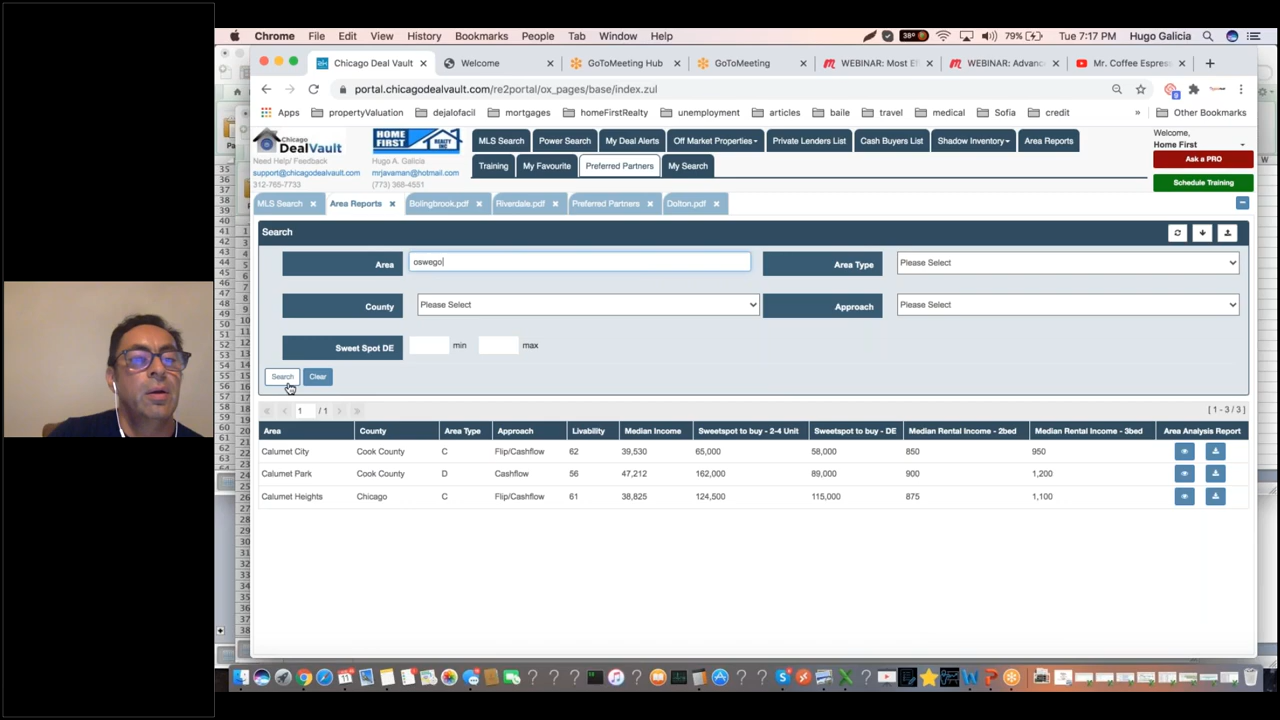 Chrome File Edit View History Bookmarks People Tab Window Help 38° 79% Tue 7:17 PM Hugo Galicia
Chicago Deal Vault Welcome GoToMeeting Hub GoToMeeting WEBINAR: Most Ef WEBINAR: Advanc Mr. Coffee Espres
portal.chicagodealvault.com/re2portal/ox_pages/base/index.zul
Apps propertyValuation dejalofacil mortgages homeFirstRealty unemployment articles baile travel medical Sofia credit » Other Bookmarks
Chicago
DealVault
Need Help/ Feedback
support@chicagodealvault.com
312-765-7733
HOME
FIRST
REALTY
INC
Hugo A. Galicia
mrjavaman@hotmail.com
(773) 368-4551
MLS Search Power Search My Deal Alerts Off Market Properties Private Lenders List Cash Buyers List Shadow Inventory Area Reports
Training My Favourite Preferred Partners My Search
Welcome,
Home First
Ask a PRO
Schedule Training
MLS Search Area Reports Bolingbrook.pdf Riverdale.pdf Preferred Partners Dolton.pdf
Search
Area oswego Area Type Please Select
County Please Select Approach Please Select
Sweet Spot DE min max
Search Clear
1 / 1 [ 1 - 3 / 3 ]
Area County Area Type Approach Livability Median Income Sweetspot to buy - 2-4 Unit Sweetspot to buy - DE Median Rental Income - 2bed Median Rental Income - 3bed Area Analysis Report
Calumet City Cook County C Flip/Cashflow 62 39,530 65,000 58,000 850 950
Calumet Park Cook County D Cashflow 56 47,212 162,000 89,000 900 1,200
Calumet Heights Chicago C Flip/Cashflow 61 38,825 124,500 115,000 875 1,100